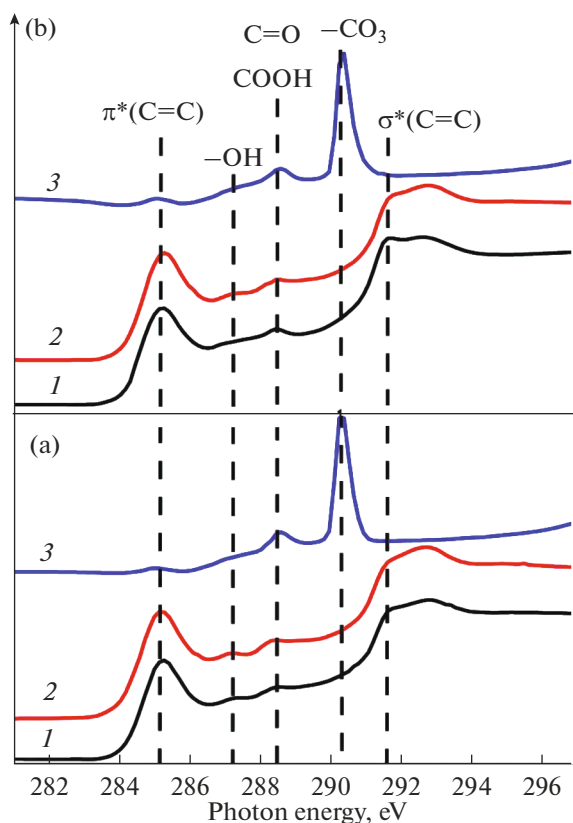 (b)
C=O
−CO3
COOH
π*(C=C)
σ*(C=C)
−OH
3
2
1
(a)
3
2
1
282 284 286 288 290 292 294 296
Photon energy, eV